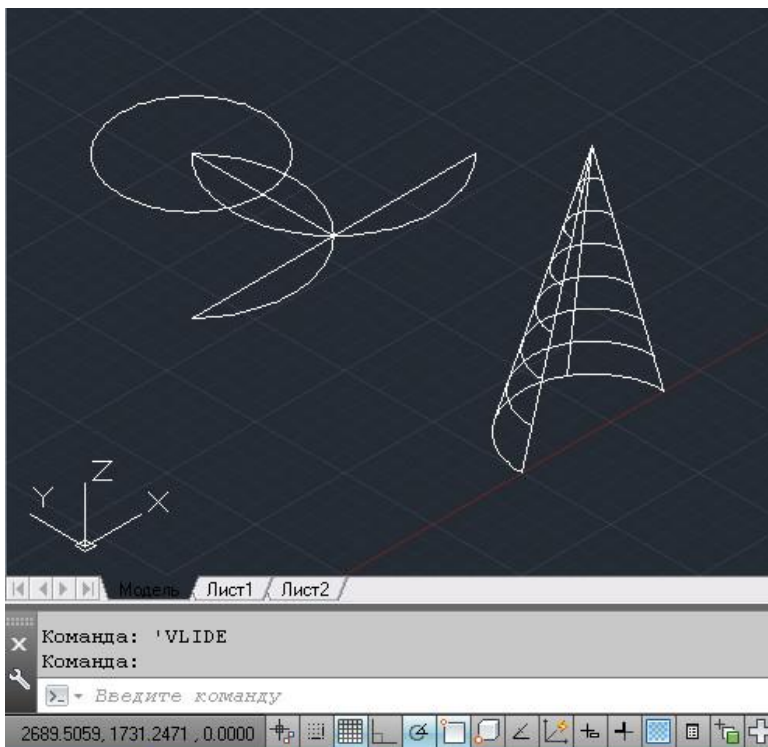 Z
Y
X
Модель
Лист1
Лист2
Команда: 'VLIDE
Команда:
Введите команду
2689.5059, 1731.2471 , 0.0000